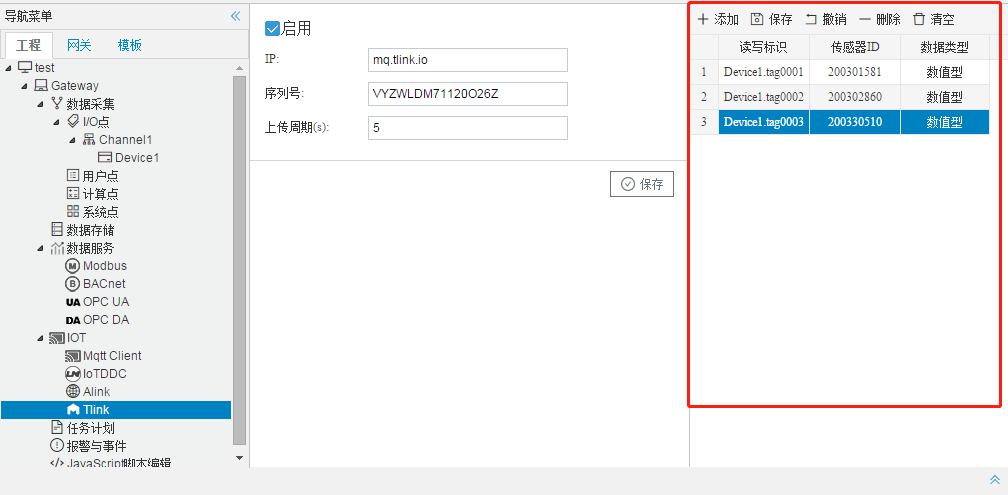 导航菜单
工程 网关 模板
test
Gateway
数据采集
I/O点
Channel1
Device1
用户点
计算点
系统点
数据存储
数据服务
M Modbus
B BACnet
UA OPC UA
DA OPC DA
IOT
Mqtt Client
IoTDDC
Alink
Tlink
任务计划
报警与事件
JavaScript脚本编辑
启用
IP: mq.tlink.io
序列号: VYZWLDM71120O26Z
上传周期(s): 5
保存
添加 保存 撤销 删除 清空
读写标识 传感器ID 数据类型
1 Device1.tag0001 200301581 数值型
2 Device1.tag0002 200302860 数值型
3 Device1.tag0003 200330510 数值型